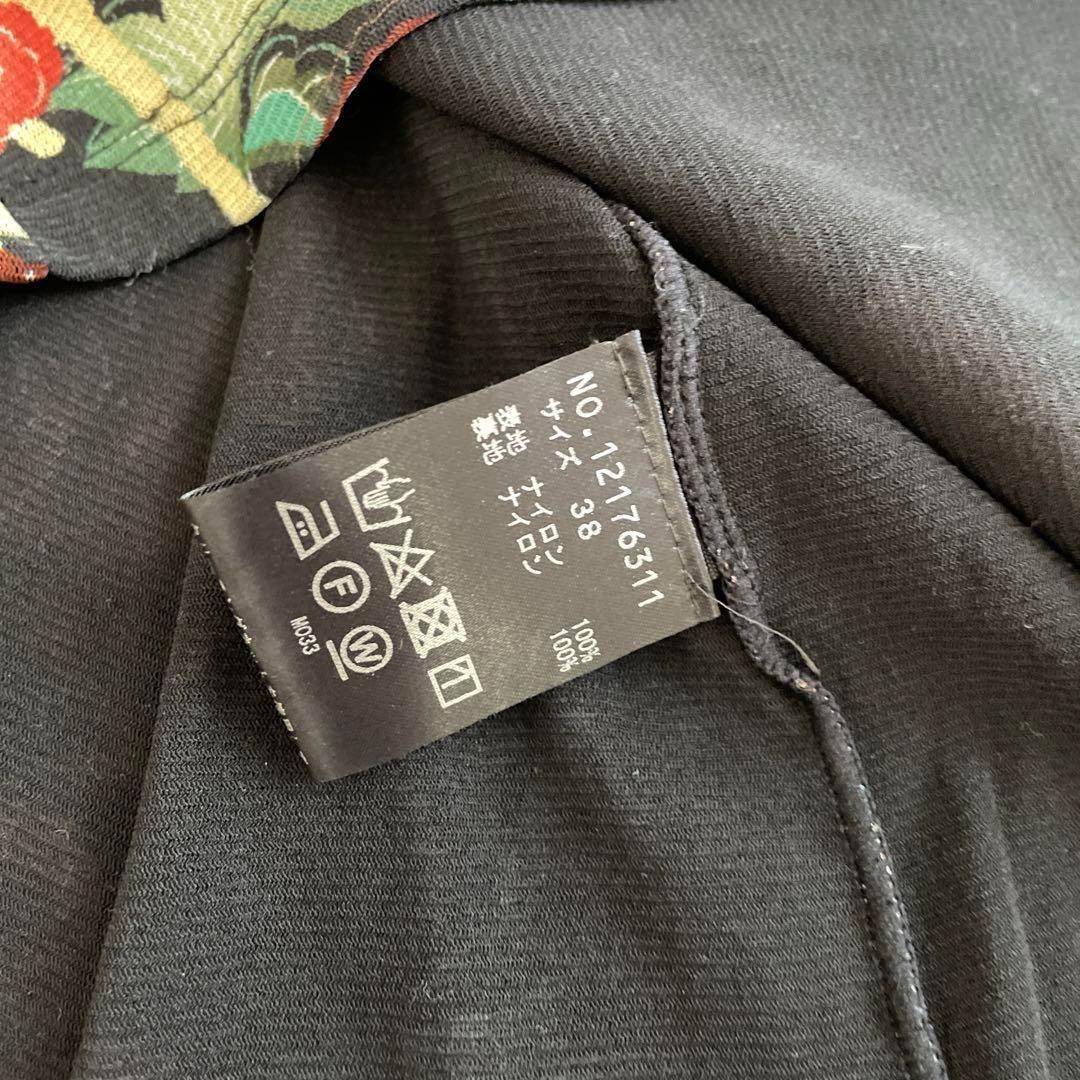 NO.12176311
サイズ 38
表地 ナイロン 100%
裏地 ナイロン 100%
F
W
M033